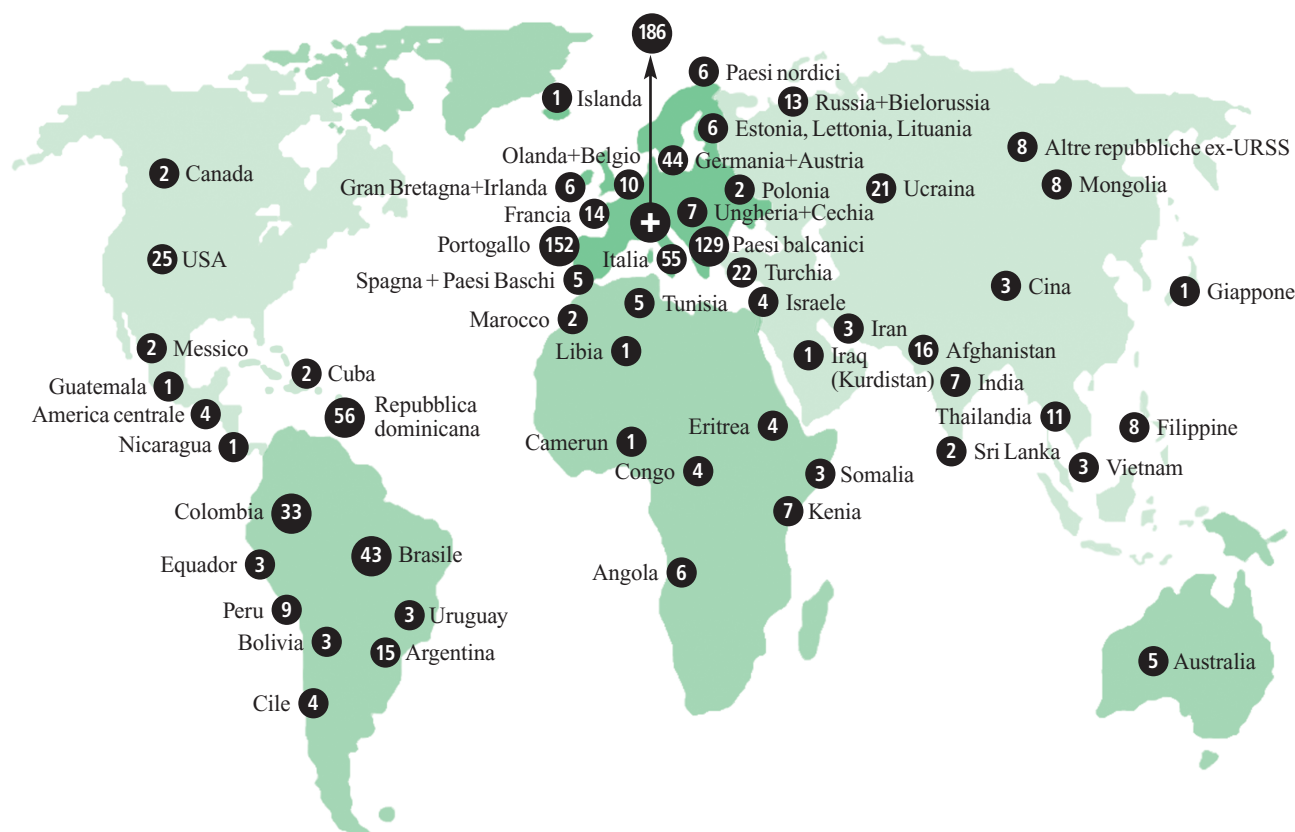 186
6 Paesi nordici
1 Islanda
13 Russia+Bielorussia
6 Estonia, Lettonia, Lituania
Olanda+Belgio
10
44 Germania+Austria
8 Altre repubbliche ex-URSS
2 Canada
Gran Bretagna+Irlanda 6
2 Polonia
21 Ucraina
8 Mongolia
Francia 14
7 Ungheria+Cechia
Portogallo 152
129 Paesi balcanici
25 USA
Italia 55
22 Turchia
Spagna + Paesi Baschi 5
3 Cina
1 Giappone
5 Tunisia
4 Israele
Marocco 2
3 Iran
2 Messico
Libia 1
1 Iraq
(Kurdistan)
16 Afghanistan
Guatemala 1
2 Cuba
7 India
America centrale 4
56 Repubblica
dominicana
Thailandia 11
8 Filippine
Nicaragua 1
Camerun 1
Eritrea 4
2 Sri Lanka
Congo 4
3 Somalia
3 Vietnam
Colombia 33
7 Kenia
Equador 3
43 Brasile
Angola 6
Peru 9
3 Uruguay
Bolivia 3
15 Argentina
5 Australia
Cile 4